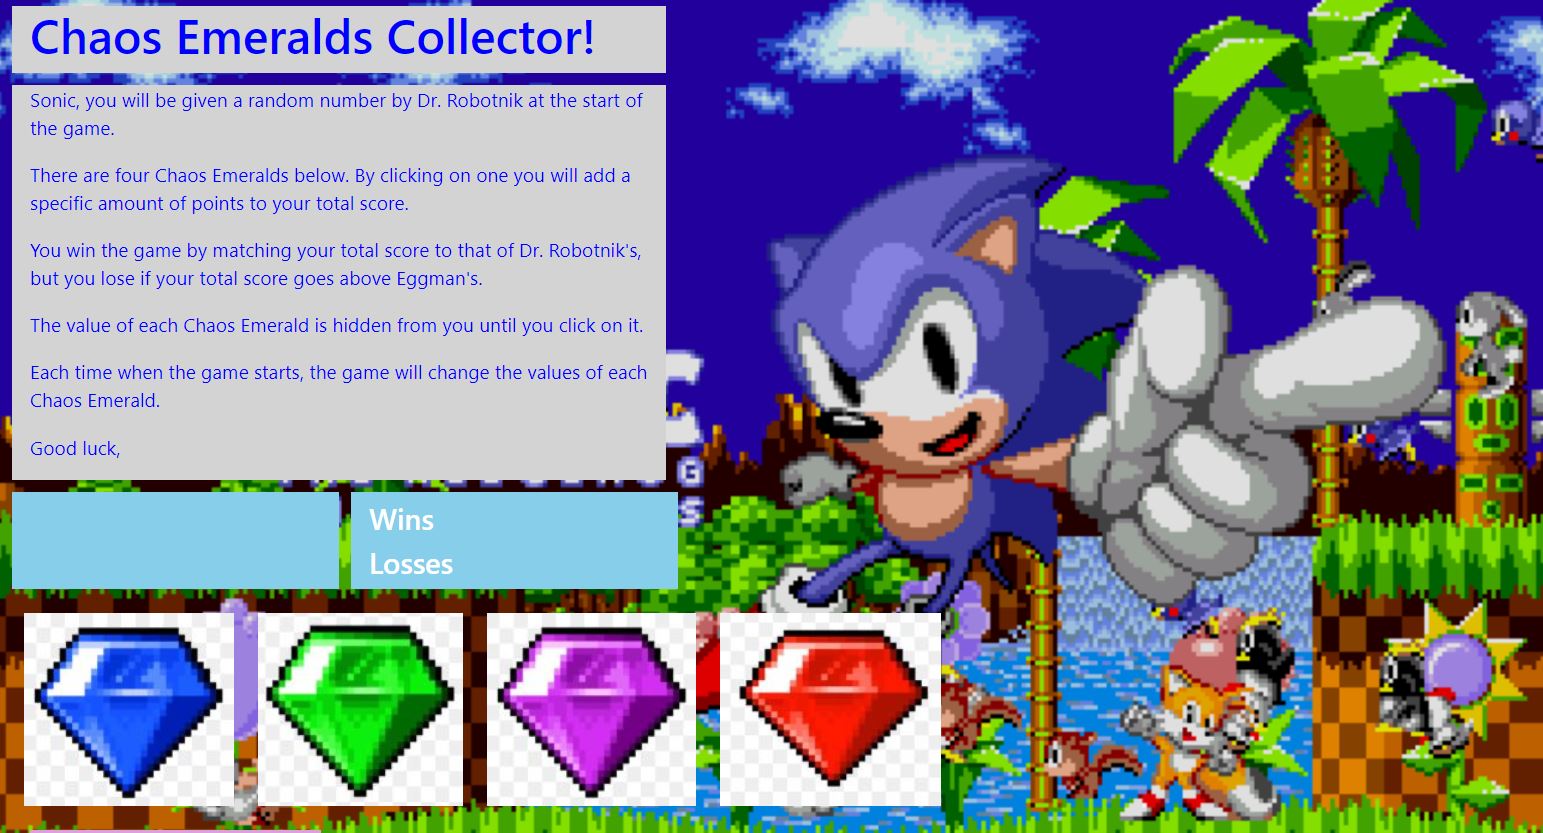 Chaos Emeralds Collector!
Sonic, you will be given a random number by Dr. Robotnik at the start of
the game.
There are four Chaos Emeralds below. By clicking on one you will add a
specific amount of points to your total score.
You win the game by matching your total score to that of Dr. Robotnik's,
but you lose if your total score goes above Eggman's.
The value of each Chaos Emerald is hidden from you until you click on it.
Each time when the game starts, the game will change the values of each
Chaos Emerald.
Good luck,
Wins
Losses